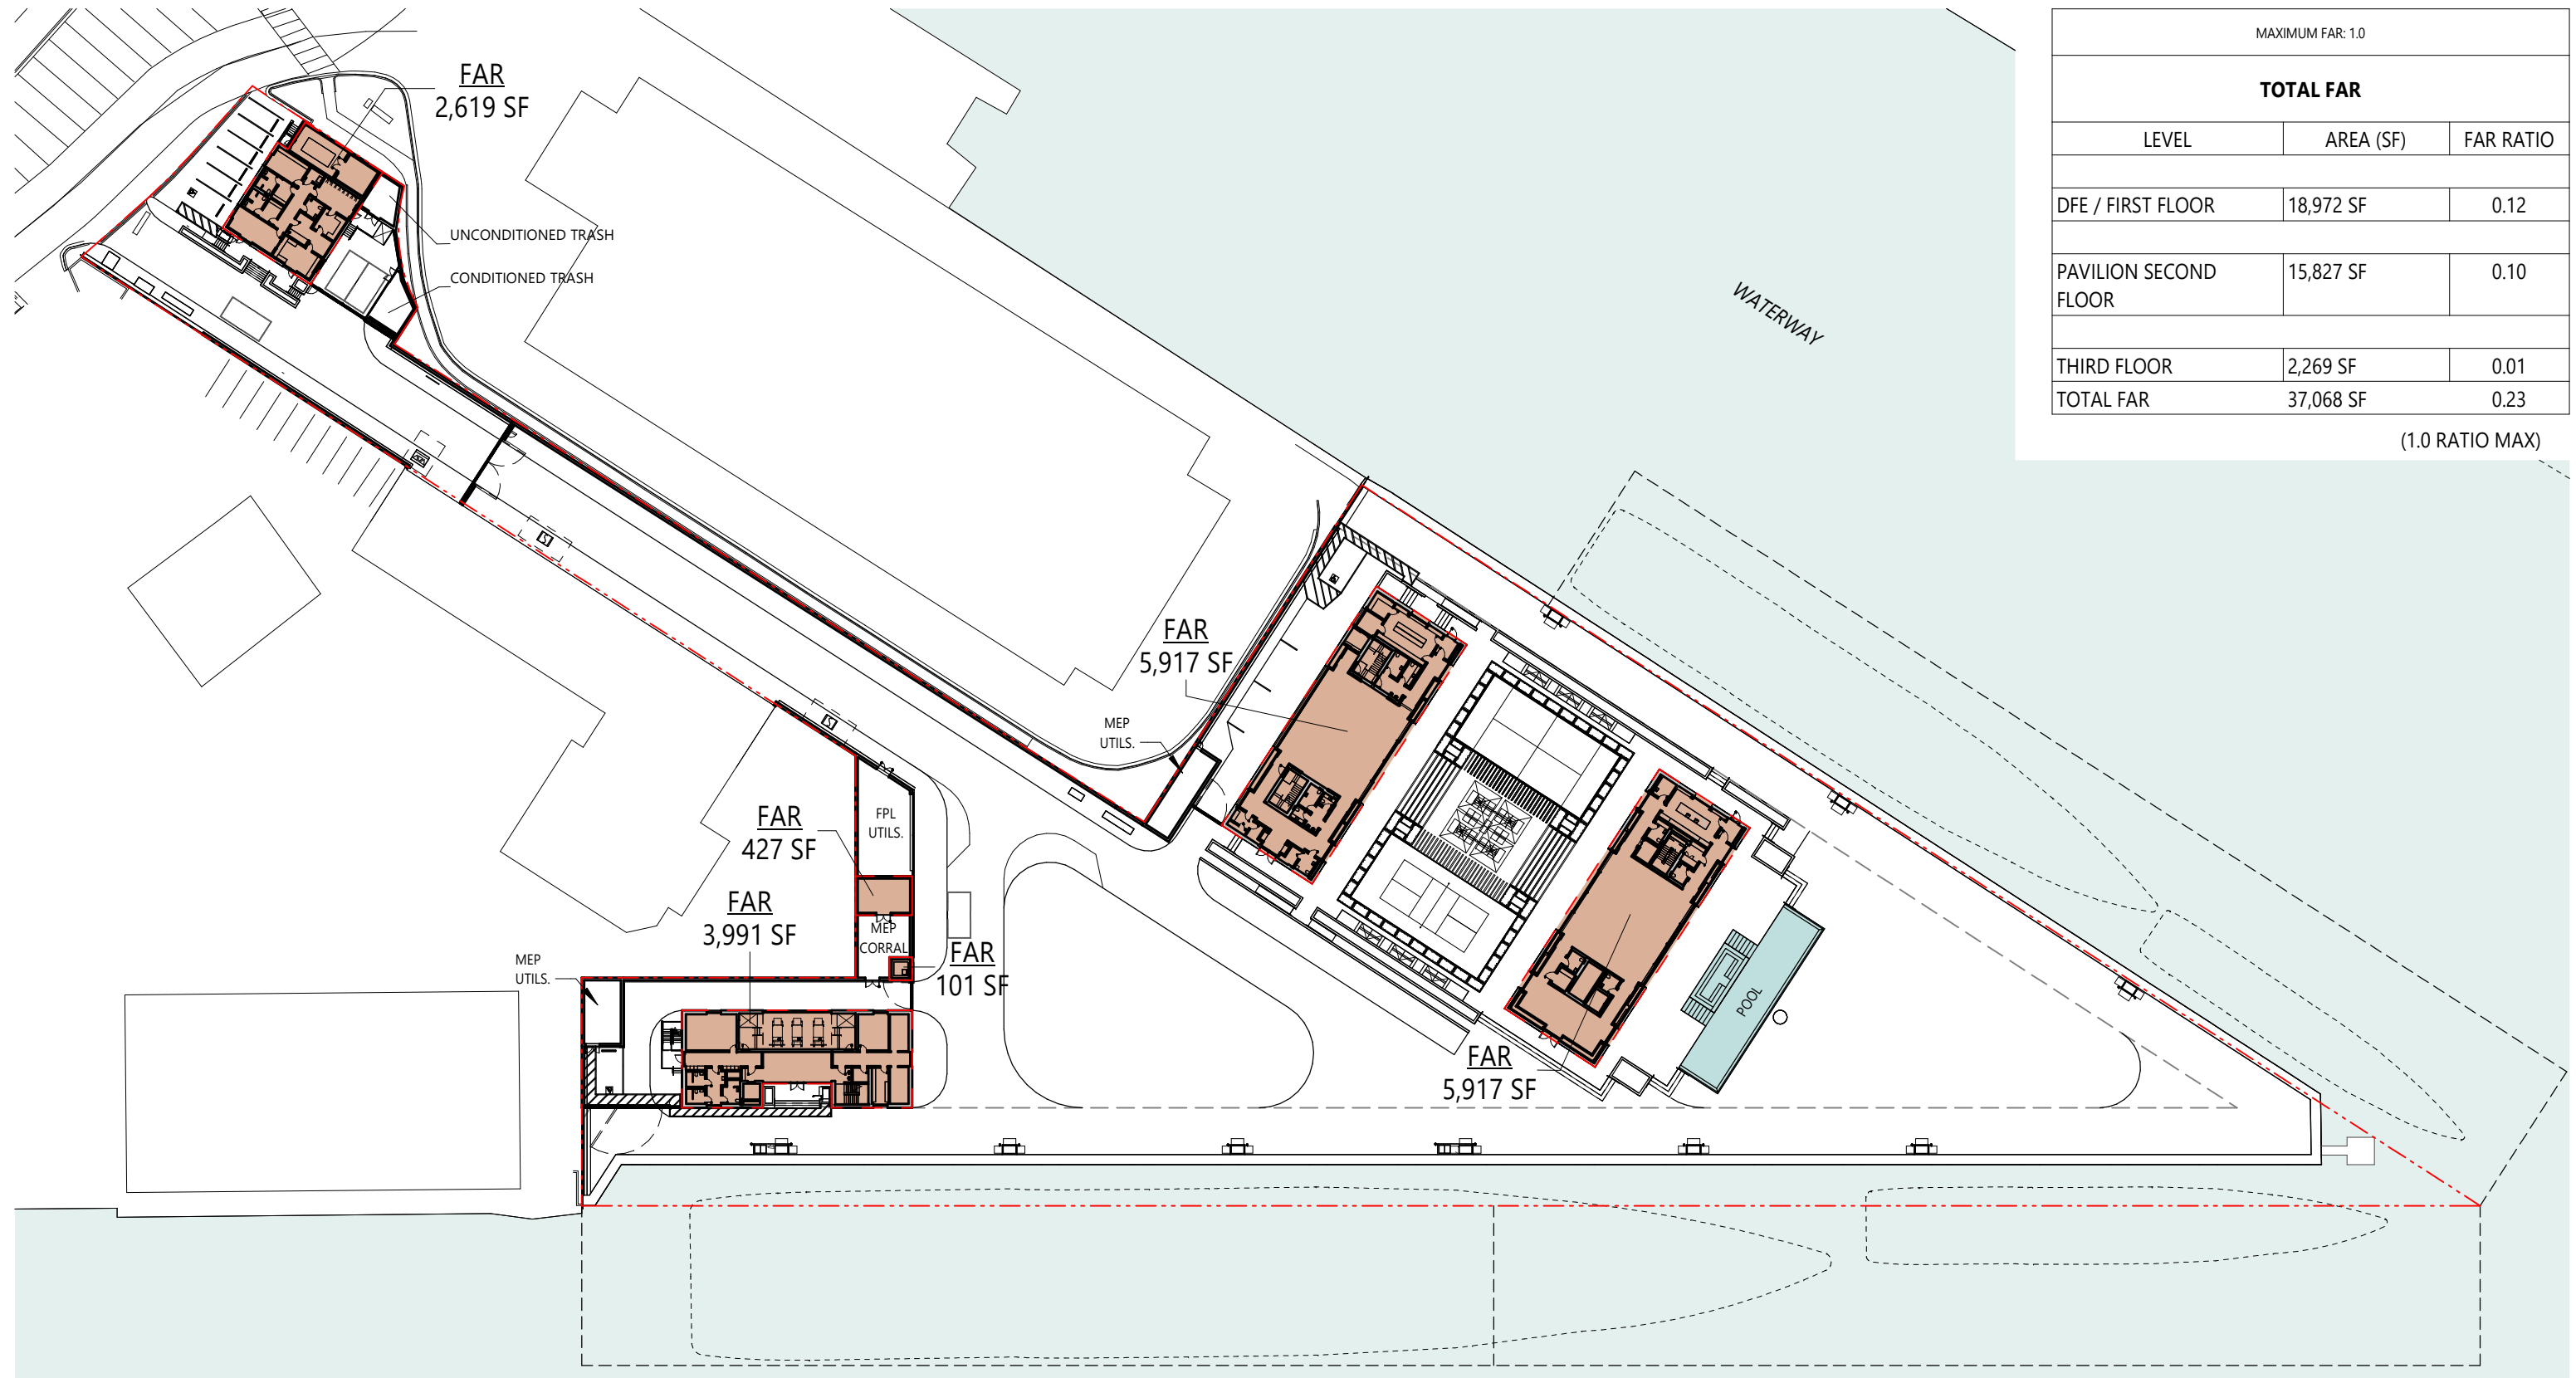 MAXIMUM FAR: 1.0
TOTAL FAR
LEVEL AREA (SF) FAR RATIO
DFE / FIRST FLOOR 18,972 SF 0.12
PAVILION SECOND 15,827 SF 0.10
FLOOR
THIRD FLOOR 2,269 SF 0.01
TOTAL FAR 37,068 SF 0.23
(1.0 RATIO MAX)
FAR
2,619 SF
UNCONDITIONED TRASH
CONDITIONED TRASH
WATERWAY
FAR
5,917 SF
MEP
UTILS.
FPL
UTILS.
FAR
427 SF
FAR
3,991 SF
MEP
CORRAL
FAR
101 SF
MEP
UTILS.
POOL
FAR
5,917 SF